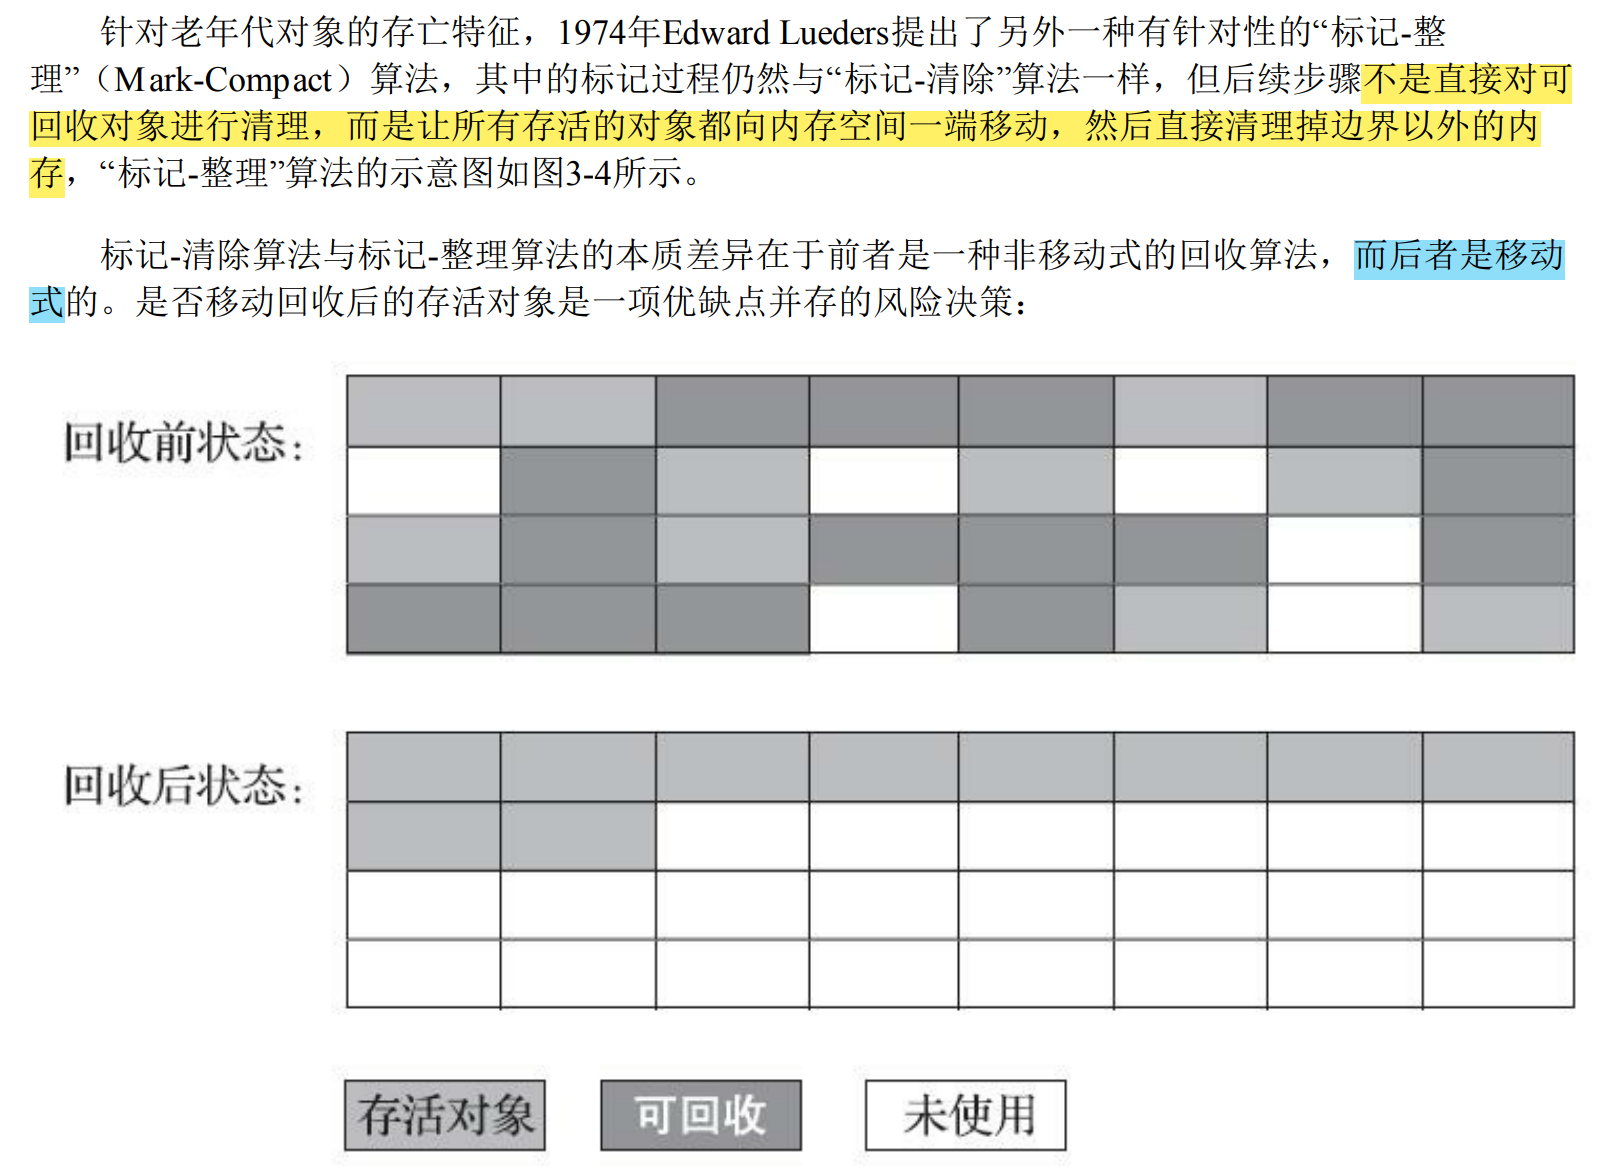 针对老年代对象的存亡特征，1974年Edward Lueders提出了另外一种有针对性的“标记-整
理”（Mark-Compact）算法，其中的标记过程仍然与“标记-清除”算法一样，但后续步骤不是直接对可
回收对象进行清理，而是让所有存活的对象都向内存空间一端移动，然后直接清理掉边界以外的内
存，“标记-整理”算法的示意图如图3-4所示。
标记-清除算法与标记-整理算法的本质差异在于前者是一种非移动式的回收算法，而后者是移动
式的。是否移动回收后的存活对象是一项优缺点并存的风险决策：
回收前状态：
回收后状态：
存活对象
可回收
未使用